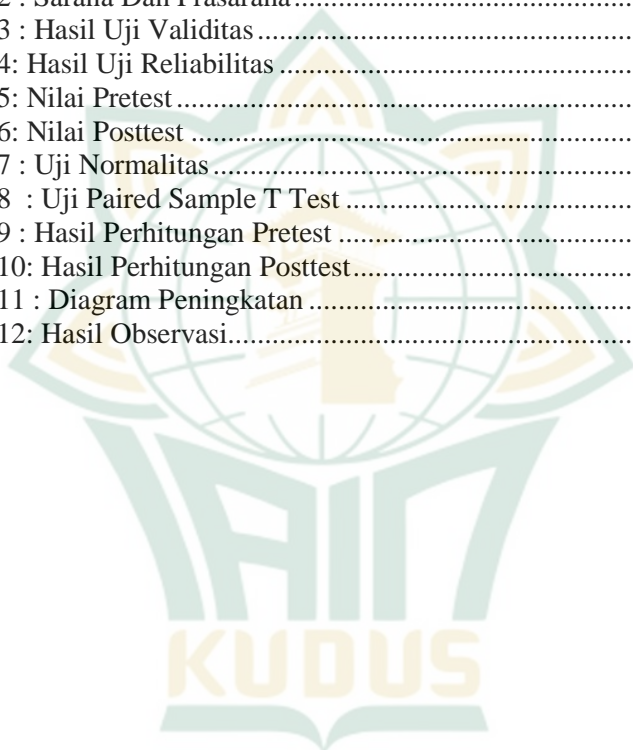 2 : Sarana Dan Prasarana....................................................
3 : Hasil Uji Validitas..........................................................
4: Hasil Uji Reliabilitas......................................................
5: Nilai Pretest....................................................................
6: Nilai Posttest..................................................................
7 : Uji Normalitas................................................................
8  : Uji Paired Sample T Test............................................
9 : Hasil Perhitungan Pretest..............................................
10: Hasil Perhitungan Posttest...........................................
11 : Diagram Peningkatan..................................................
12: Hasil Observasi..............................................................
IAIN
KUDUS